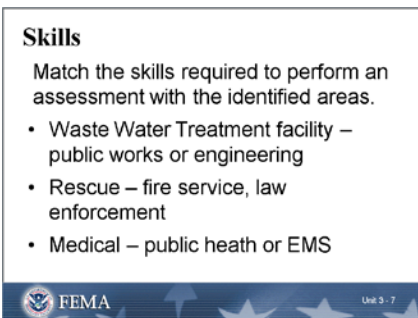 Skills
Match the skills required to perform an
assessment with the identified areas.
• Waste Water Treatment facility –
public works or engineering
• Rescue – fire service, law
enforcement
• Medical – public heath or EMS
FEMA
Unit 3 - 7